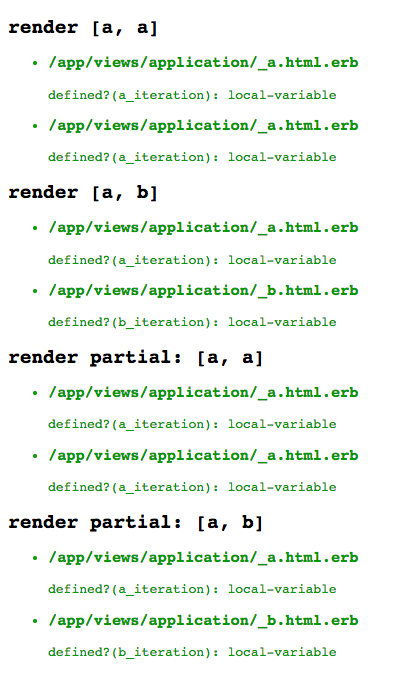 render [a, a]
/app/views/application/_a.html.erb
defined?(a_iteration): local-variable
/app/views/application/_a.html.erb
defined?(a_iteration): local-variable
render [a, b]
/app/views/application/_a.html.erb
defined?(a_iteration): local-variable
/app/views/application/_b.html.erb
defined?(b_iteration): local-variable
render partial: [a, a]
/app/views/application/_a.html.erb
defined?(a_iteration): local-variable
/app/views/application/_a.html.erb
defined?(a_iteration): local-variable
render partial: [a, b]
/app/views/application/_a.html.erb
defined?(a_iteration): local-variable
/app/views/application/_b.html.erb
defined?(b_iteration): local-variable